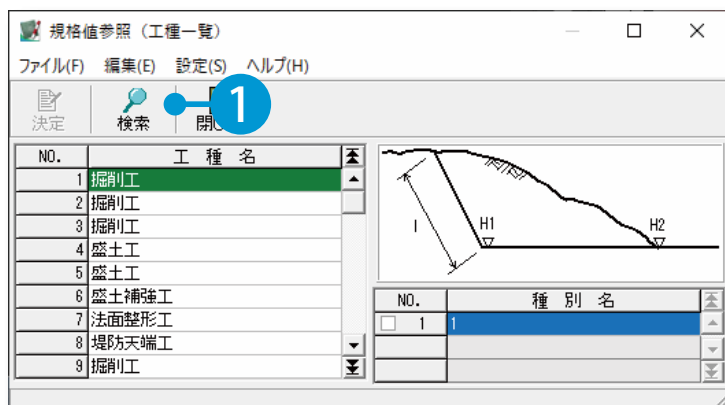 規格値参照（工種一覧）
ファイル(F) 編集(E) 設定(S) ヘルプ(H)
決定 検索 閉
1
NO. 工種名
1 掘削工
2 掘削工
3 掘削工
4 盛土工
5 盛土工
6 盛土補強工
7 法面整形工
8 堤防天端工
9 掘削工
l H1 H2
NO. 種別名
1 1